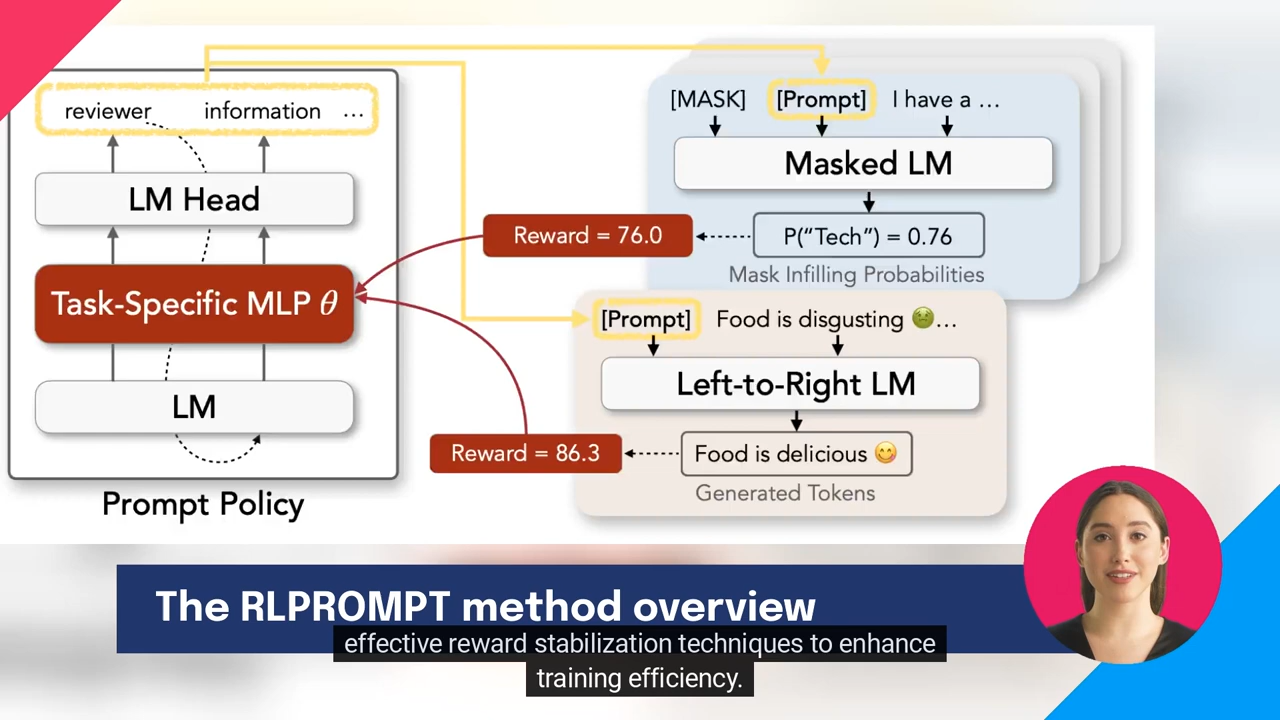 reviewer information ...
LM Head
Task-Specific MLP θ
LM
Prompt Policy
[MASK] [Prompt] I have a ...
Masked LM
P(“Tech”) = 0.76
Mask Infilling Probabilities
Reward = 76.0
[Prompt] Food is disgusting 🤢...
Left-to-Right LM
Food is delicious 😋
Generated Tokens
Reward = 86.3
The RLPROMPT method overview
effective reward stabilization techniques to enhance
training efficiency.